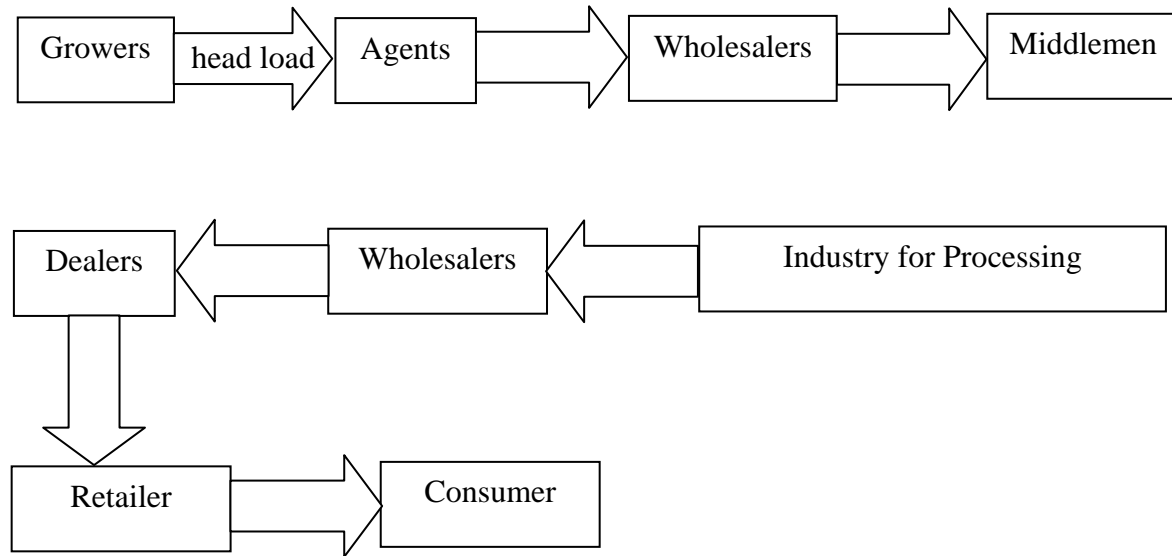 Growers
head load
Agents
Wholesalers
Middlemen
Industry for Processing
Wholesalers
Dealers
Retailer
Consumer